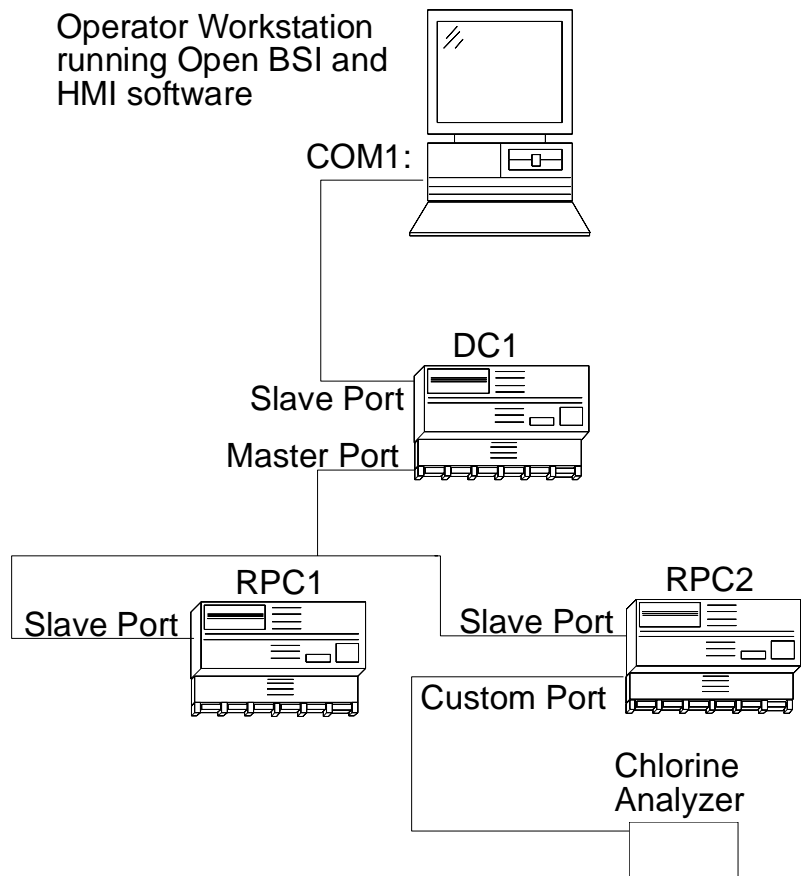 Operator Workstation
running Open BSI and
HMI software
COM1:
DC1
Slave Port
Master Port
RPC1
RPC2
Slave Port
Slave Port
Custom Port
Chlorine
Analyzer